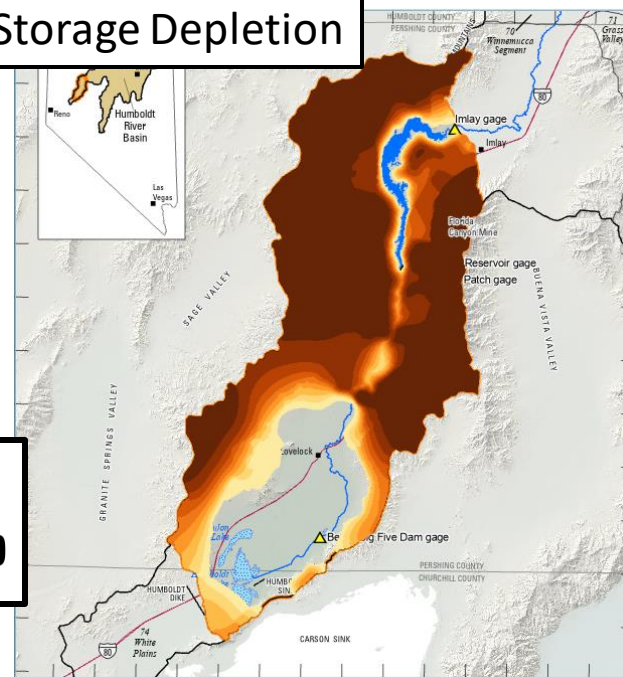 Storage Depletion
HUMBOLDT COUNTY
PERSHING COUNTY
MOUNTAINS
70
Winnemucca
Segment
71
Grass
Valley
80
Reno
Humboldt
River
Basin
Las
Vegas
Imlay gage
Imlay
Florida
Canyon Mine
Reservoir gage
Patch gage
SAGE VALLEY
BUENA VISTA VALLEY
GRANITE SPRINGS VALLEY
Lovelock
Big Five Dam gage
PERSHING COUNTY
CHURCHILL COUNTY
HUMBOLDT
DIKE
74
White
Plains
80
CARSON SINK